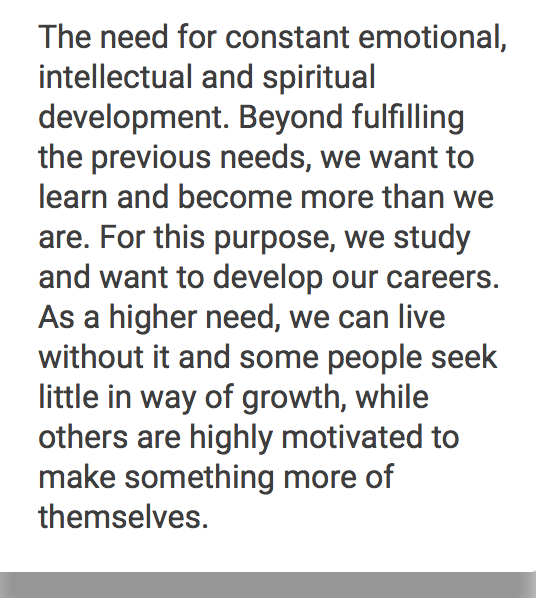 The need for constant emotional,
intellectual and spiritual
development. Beyond fulfilling
the previous needs, we want to
learn and become more than we
are. For this purpose, we study
and want to develop our careers.
As a higher need, we can live
without it and some people seek
little in way of growth, while
others are highly motivated to
make something more of
themselves.